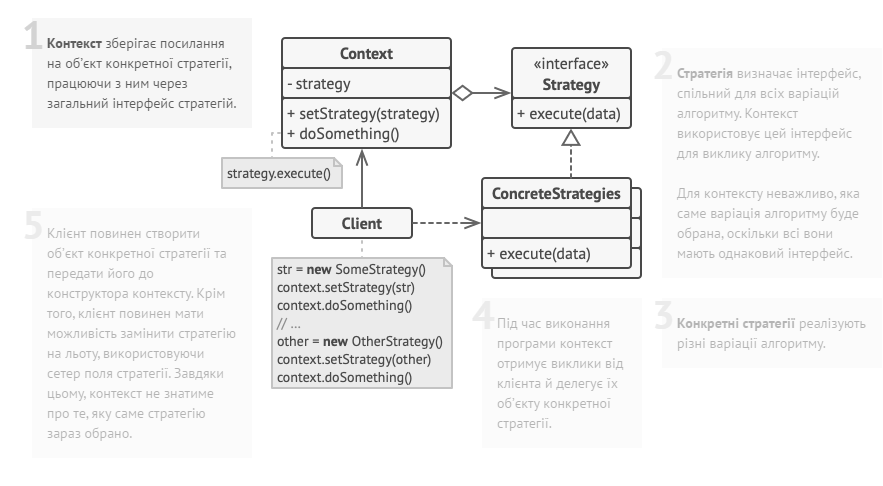 1
Контекст зберігає посилання
на об'єкт конкретної стратегії,
працюючи з ним через
загальний інтерфейс стратегій.
Context
- strategy
+ setStrategy(strategy)
+ doSomething()
strategy.execute()
«interface»
Strategy
+ execute(data)
2
Стратегія визначає інтерфейс,
спільний для всіх варіацій
алгоритму. Контекст
використовує цей інтерфейс
для виклику алгоритму.
Для контексту неважливо, яка
саме варіація алгоритму буде
обрана, оскільки всі вони
мають однаковий інтерфейс.
ConcreteStrategies
+ execute(data)
Client
str = new SomeStrategy()
context.setStrategy(str)
context.doSomething()
// ...
other = new OtherStrategy()
context.setStrategy(other)
context.doSomething()
3
Конкретні стратегії реалізують
різні варіації алгоритму.
4
Під час виконання
програми контекст
отримує виклики від
клієнта й делегує їх
об'єкту конкретної
стратегії.
5
Клієнт повинен створити
об'єкт конкретної стратегії та
передати його до
конструктора контексту. Крім
того, клієнт повинен мати
можливість замінити стратегію
на льоту, використовуючи
сетер поля стратегії. Завдяки
цьому, контекст не знатиме
про те, яку саме стратегію
зараз обрано.